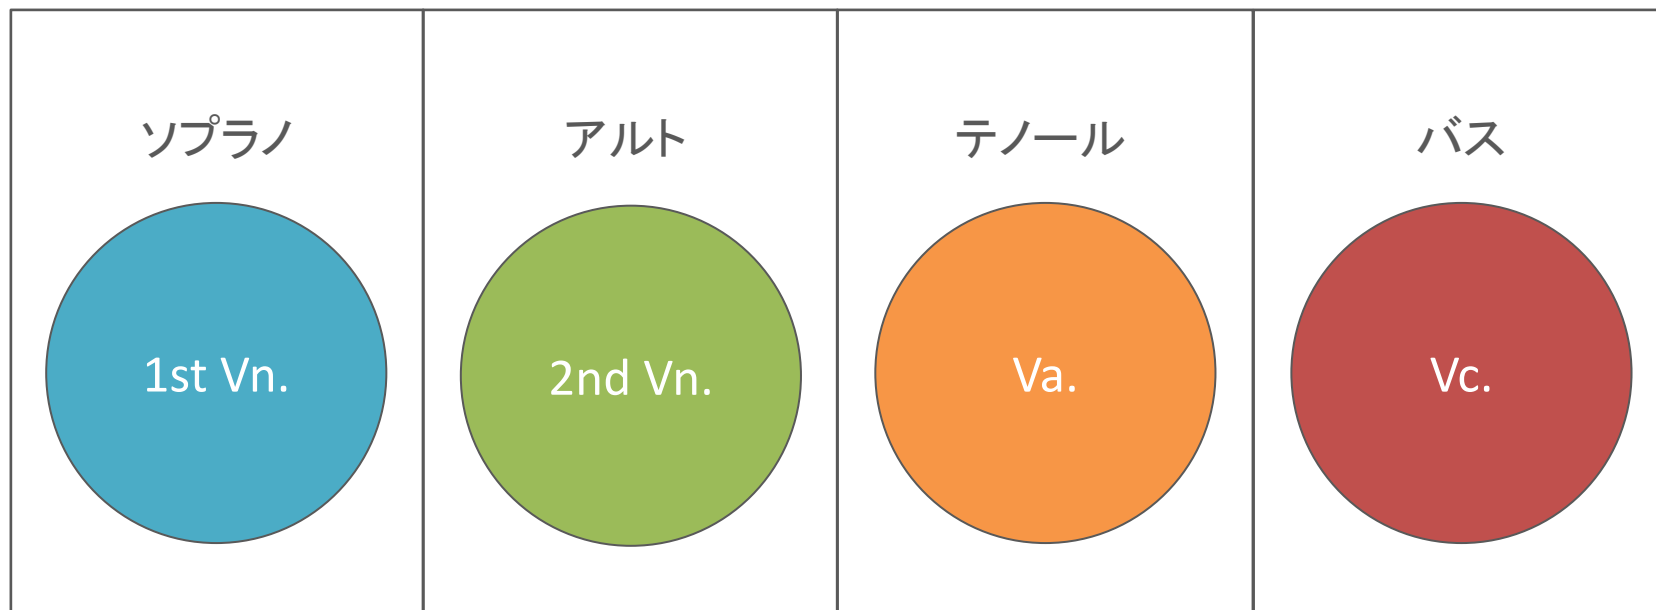 ソプラノ
アルト
テノール
バス
1st Vn.
2nd Vn.
Va.
Vc.